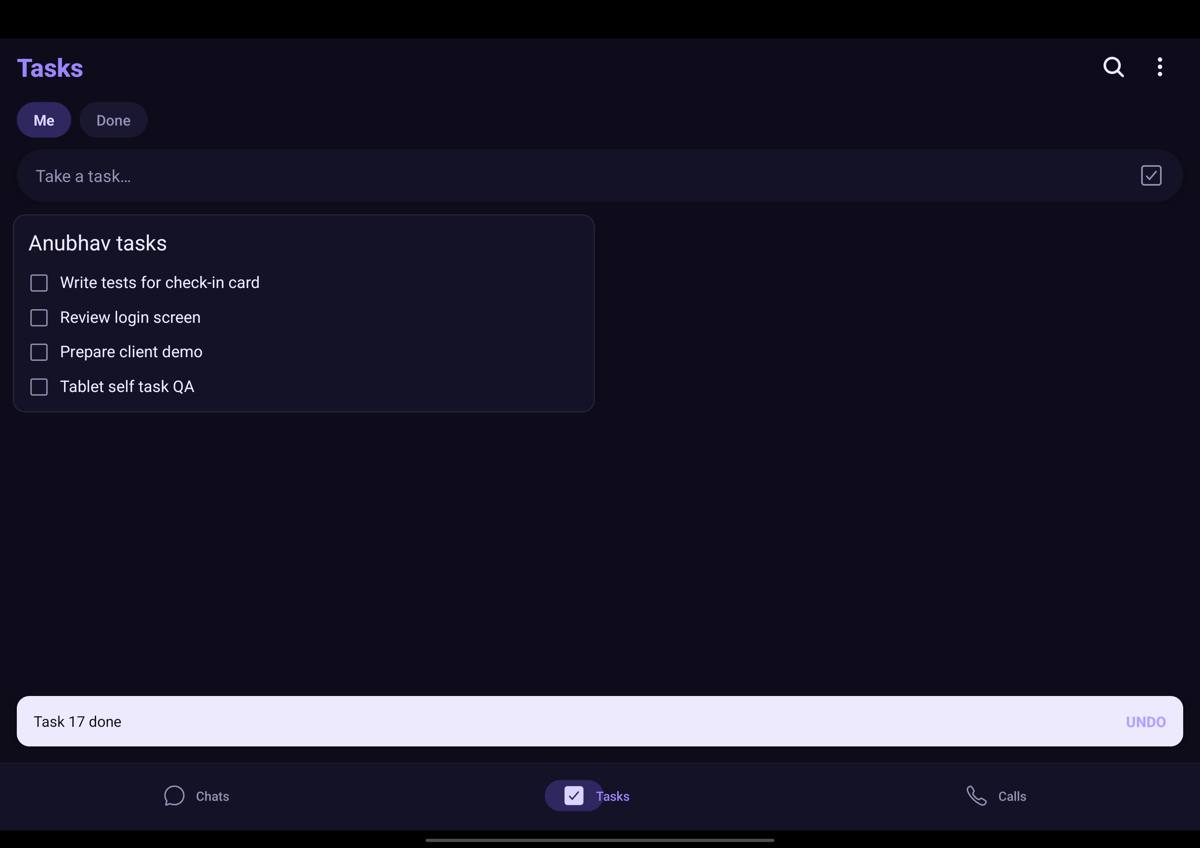 Tasks
Me
Done
Take a task…
Anubhav tasks
Write tests for check-in card
Review login screen
Prepare client demo
Tablet self task QA
Task 17 done
UNDO
Chats
Tasks
Calls